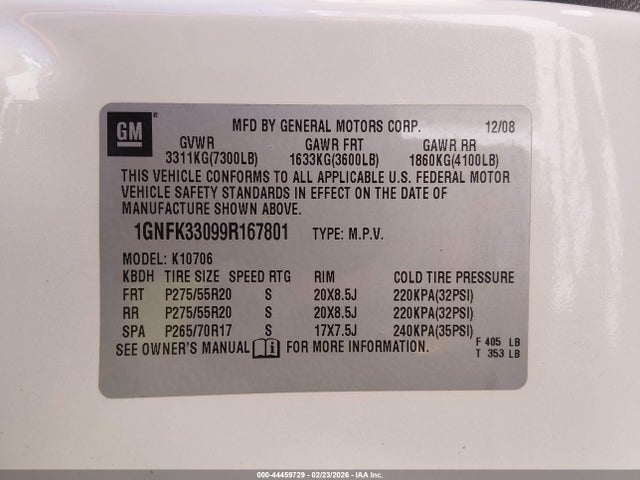 GM ®
MFD BY GENERAL MOTORS CORP. 12/08
GVWR GAWR FRT GAWR RR
3311KG(7300LB) 1633KG(3600LB) 1860KG(4100LB)
THIS VEHICLE CONFORMS TO ALL APPLICABLE U.S. FEDERAL MOTOR
VEHICLE SAFETY STANDARDS IN EFFECT ON THE DATE OF
MANUFACTURE SHOWN ABOVE.
1GNFK33099R167801 TYPE: M.P.V.
MODEL: K10706
KBDH TIRE SIZE SPEED RTG RIM COLD TIRE PRESSURE
FRT P275/55R20 S 20X8.5J 220KPA(32PSI)
RR P275/55R20 S 20X8.5J 220KPA(32PSI)
SPA P265/70R17 S 17X7.5J 240KPA(35PSI)
SEE OWNER'S MANUAL FOR MORE INFORMATION.
F 405 LB
T 353 LB
000-44459729 - 02/23/2026 - IAA Inc.